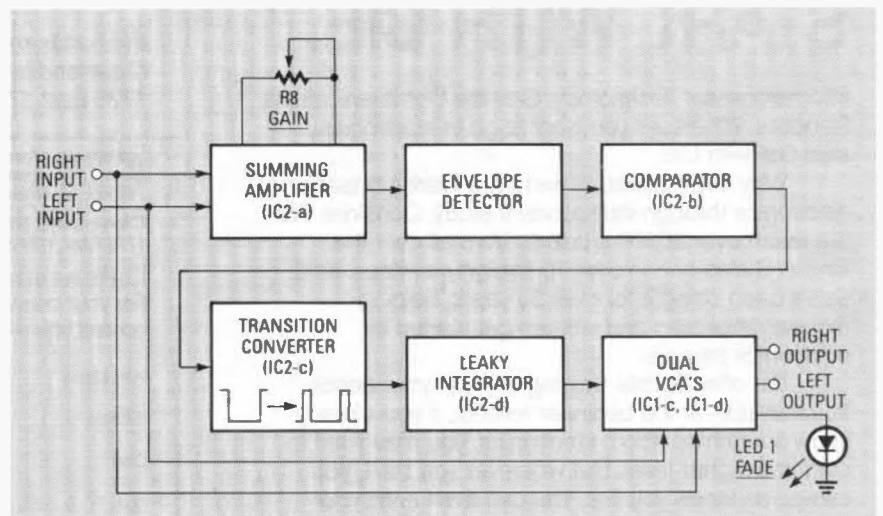 R8
GAIN
RIGHT
INPUT
LEFT
INPUT
SUMMING
AMPLIFIER
(IC2-a)
ENVELOPE
DETECTOR
COMPARATOR
(IC2-b)
TRANSITION
CONVERTER
(IC2-c)
LEAKY
INTEGRATOR
(IC2-d)
DUAL
VCA'S
(IC1-c, IC1-d)
RIGHT
OUTPUT
LEFT
OUTPUT
LED 1
FADE